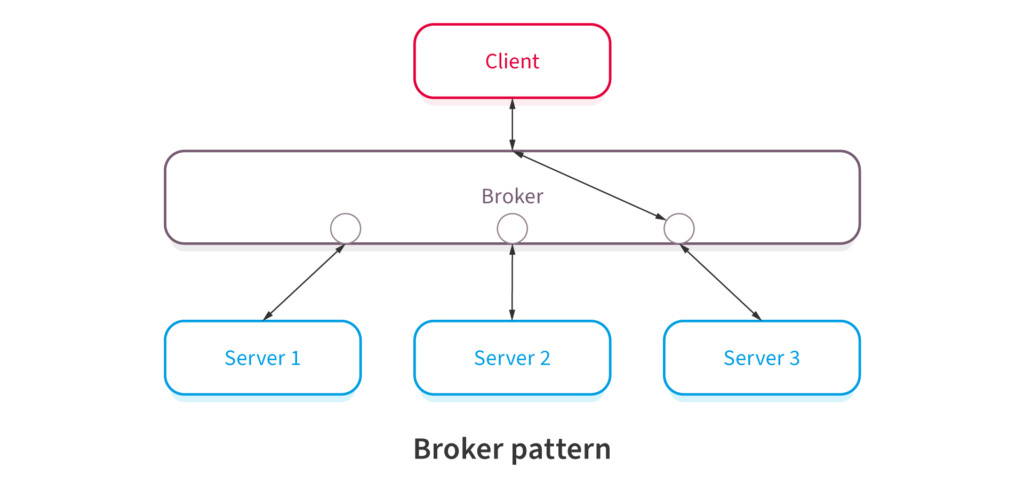 Client
Broker
Server 1
Server 2
Server 3
Broker pattern